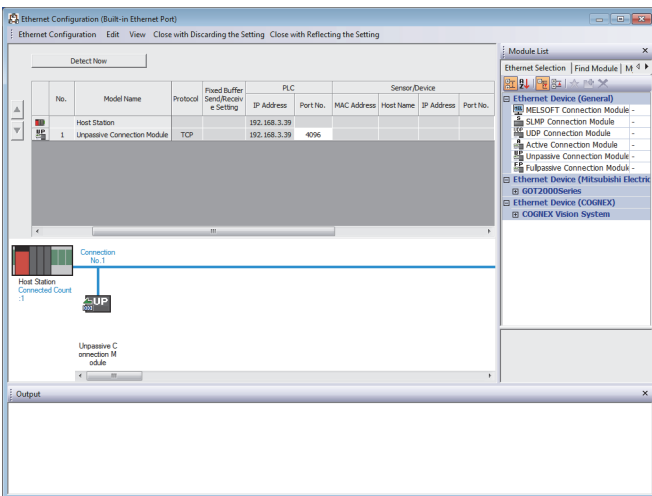 Ethernet Configuration (Built-in Ethernet Port)
Ethernet Configuration Edit View Close with Discarding the Setting Close with Reflecting the Setting
Detect Now
No. Model Name Protocol Fixed Buffer Send/Receive Setting PLC Sensor/Device
IP Address Port No. MAC Address Host Name IP Address Port No.
Host Station 192.168.3.39
1 Unpassive Connection Module TCP 192.168.3.39 4096
Connection
No.1
Host Station
Connected Count
:1
UP
Unpassive C
onnection M
odule
Module List
Ethernet Selection Find Module M
Ethernet Device (General)
MELSOFT Connection Module -
SLMP Connection Module -
UDP Connection Module -
Active Connection Module -
Unpassive Connection Module -
Fullpassive Connection Modul -
Ethernet Device (Mitsubishi Electric
GOT2000Series
Ethernet Device (COGNEX)
COGNEX Vision System
Output